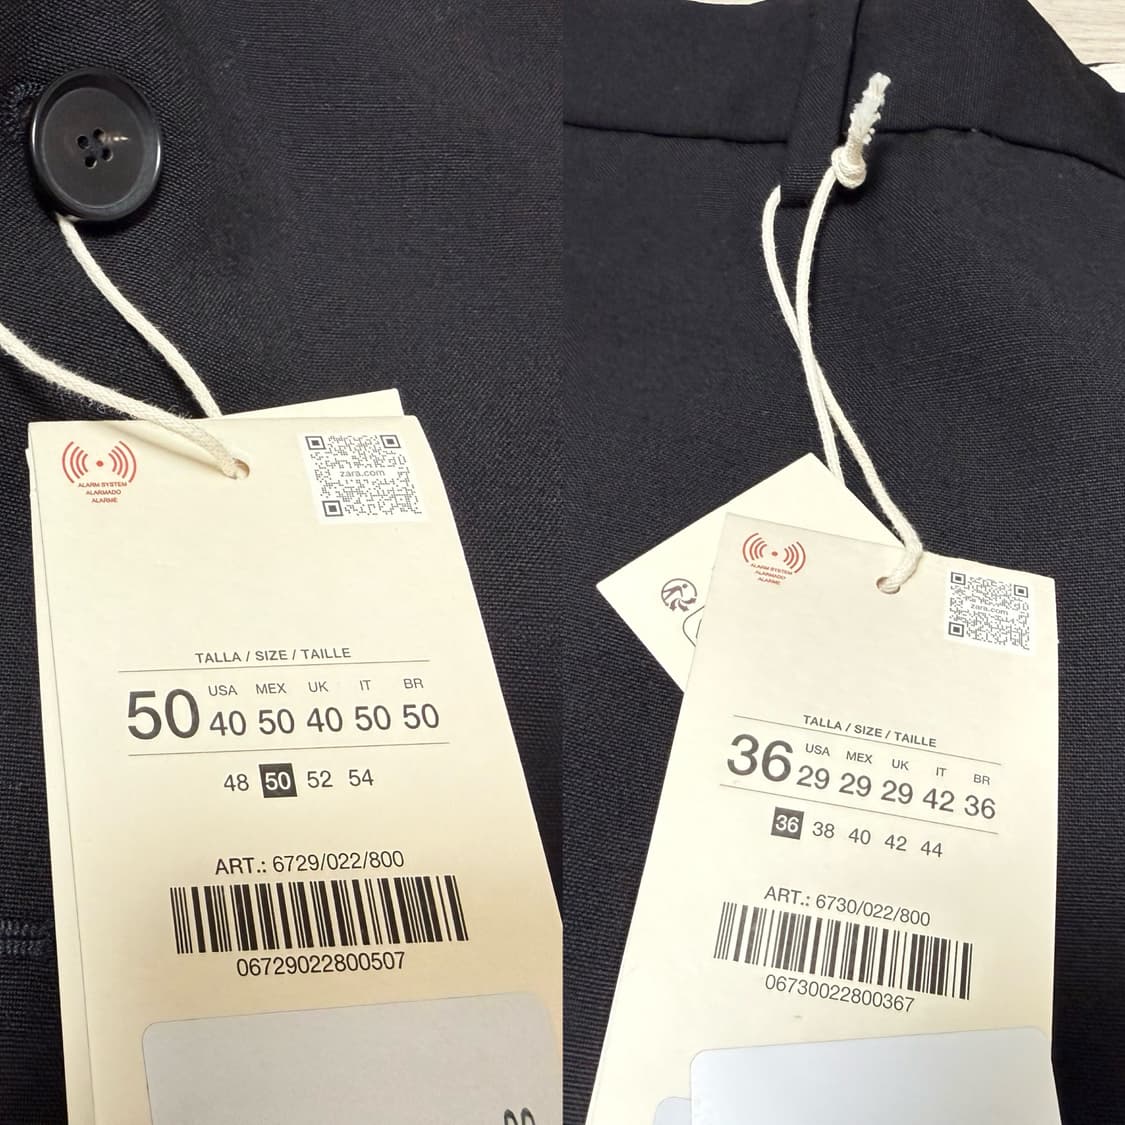 ALARM SYSTEM
ALARMADO
ALARME
zara.com
TALLA / SIZE / TAILLE
USA MEX UK IT BR
50 40 50 40 50 50
48 50 52 54
ART.: 6729/022/800
06729022800507
ALARM SYSTEM
ALARMADO
ALARME
zara.com
TALLA / SIZE / TAILLE
USA MEX UK IT BR
36 29 29 29 42 36
36 38 40 42 44
ART.: 6730/022/800
06730022800367